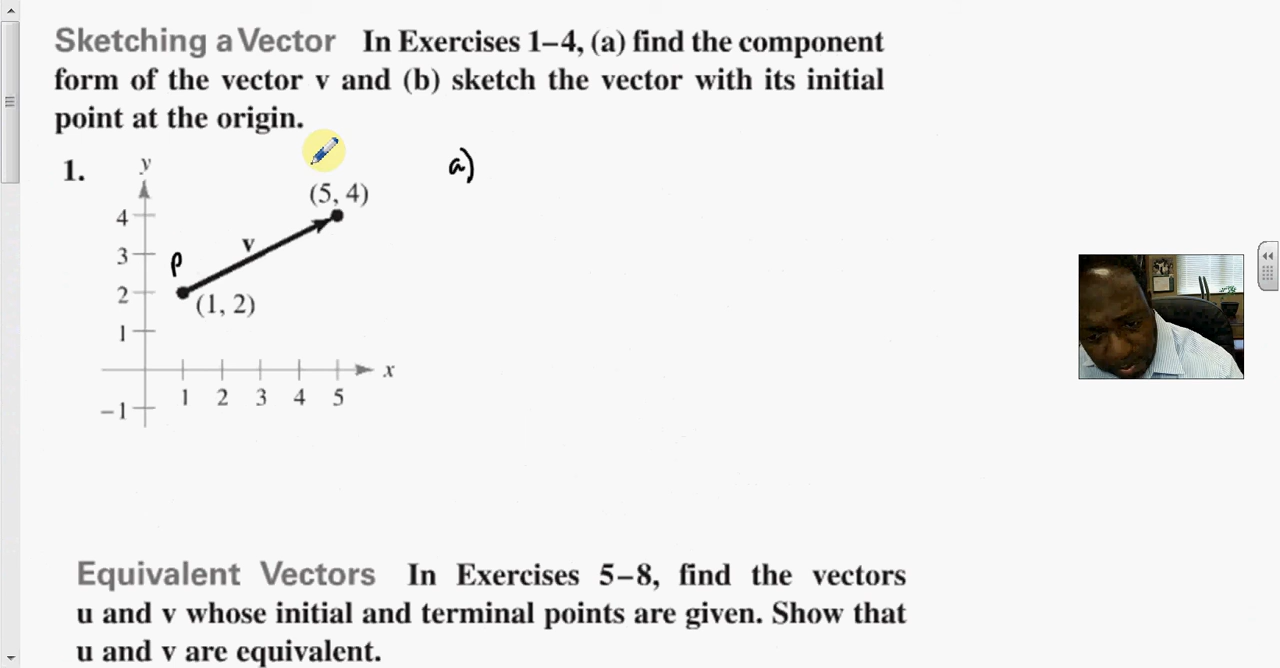 Sketching a Vector In Exercises 1–4, (a) find the component
form of the vector v and (b) sketch the vector with its initial
point at the origin.
1.
y
a)
(5, 4)
4
v
3
P
2
(1, 2)
1
x
1 2 3 4 5
−1
Equivalent Vectors In Exercises 5–8, find the vectors
u and v whose initial and terminal points are given. Show that
u and v are equivalent.